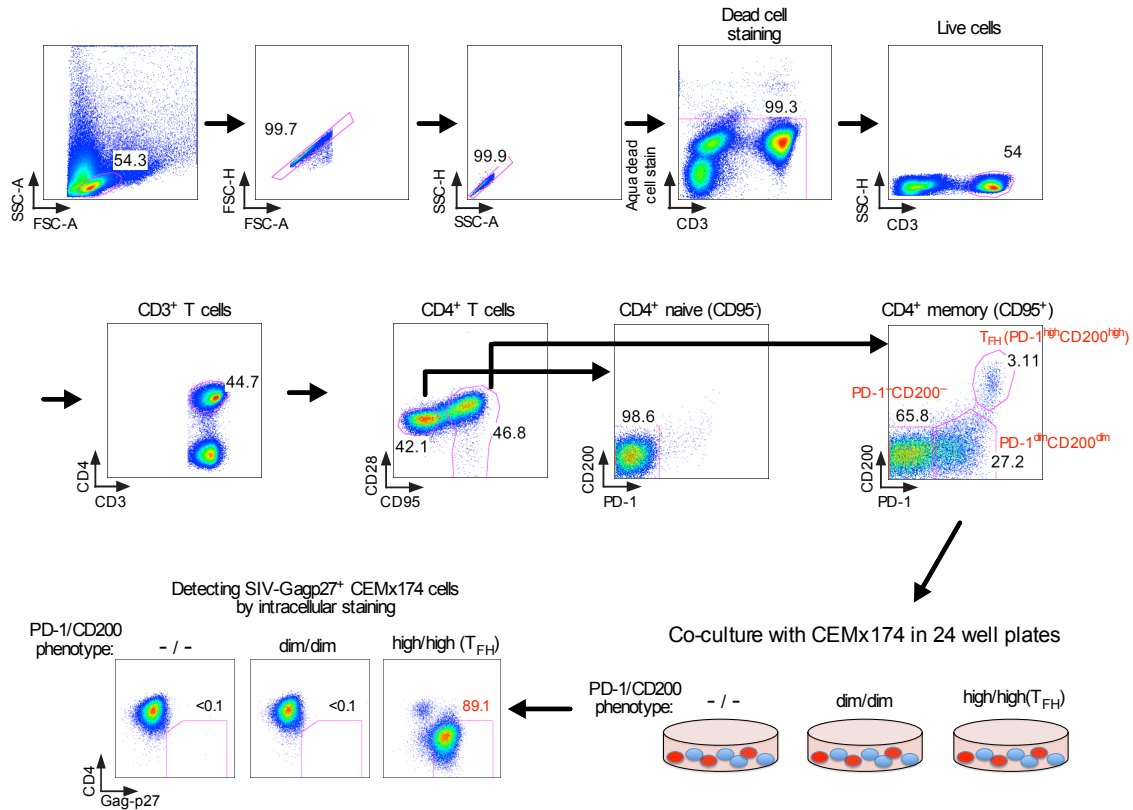 Dead cell
staining
Live cells
54.3
SSC-A
FSC-A
99.7
FSC-H
FSC-A
99.9
SSC-H
SSC-A
99.3
Aqua dead
cell stain
CD3
54
SSC-H
CD3
CD3⁺ T cells
44.7
CD4
CD3
CD4⁺ T cells
42.1
46.8
CD28
CD95
CD4⁺ naive (CD95⁻)
98.6
CD200
PD-1
CD4⁺ memory (CD95⁺)
T_FH (PD-1^high CD200^high)
3.11
PD-1⁻CD200⁻
65.8
PD-1^dim CD200^dim
27.2
CD200
PD-1
Detecting SIV-Gagp27⁺ CEMx174 cells
by intracellular staining
PD-1/CD200
phenotype:
- / -
dim/dim
high/high (T_FH)
<0.1
<0.1
89.1
CD4
Gag-p27
Co-culture with CEMx174 in 24 well plates
PD-1/CD200
phenotype:
- / -
dim/dim
high/high(T_FH)